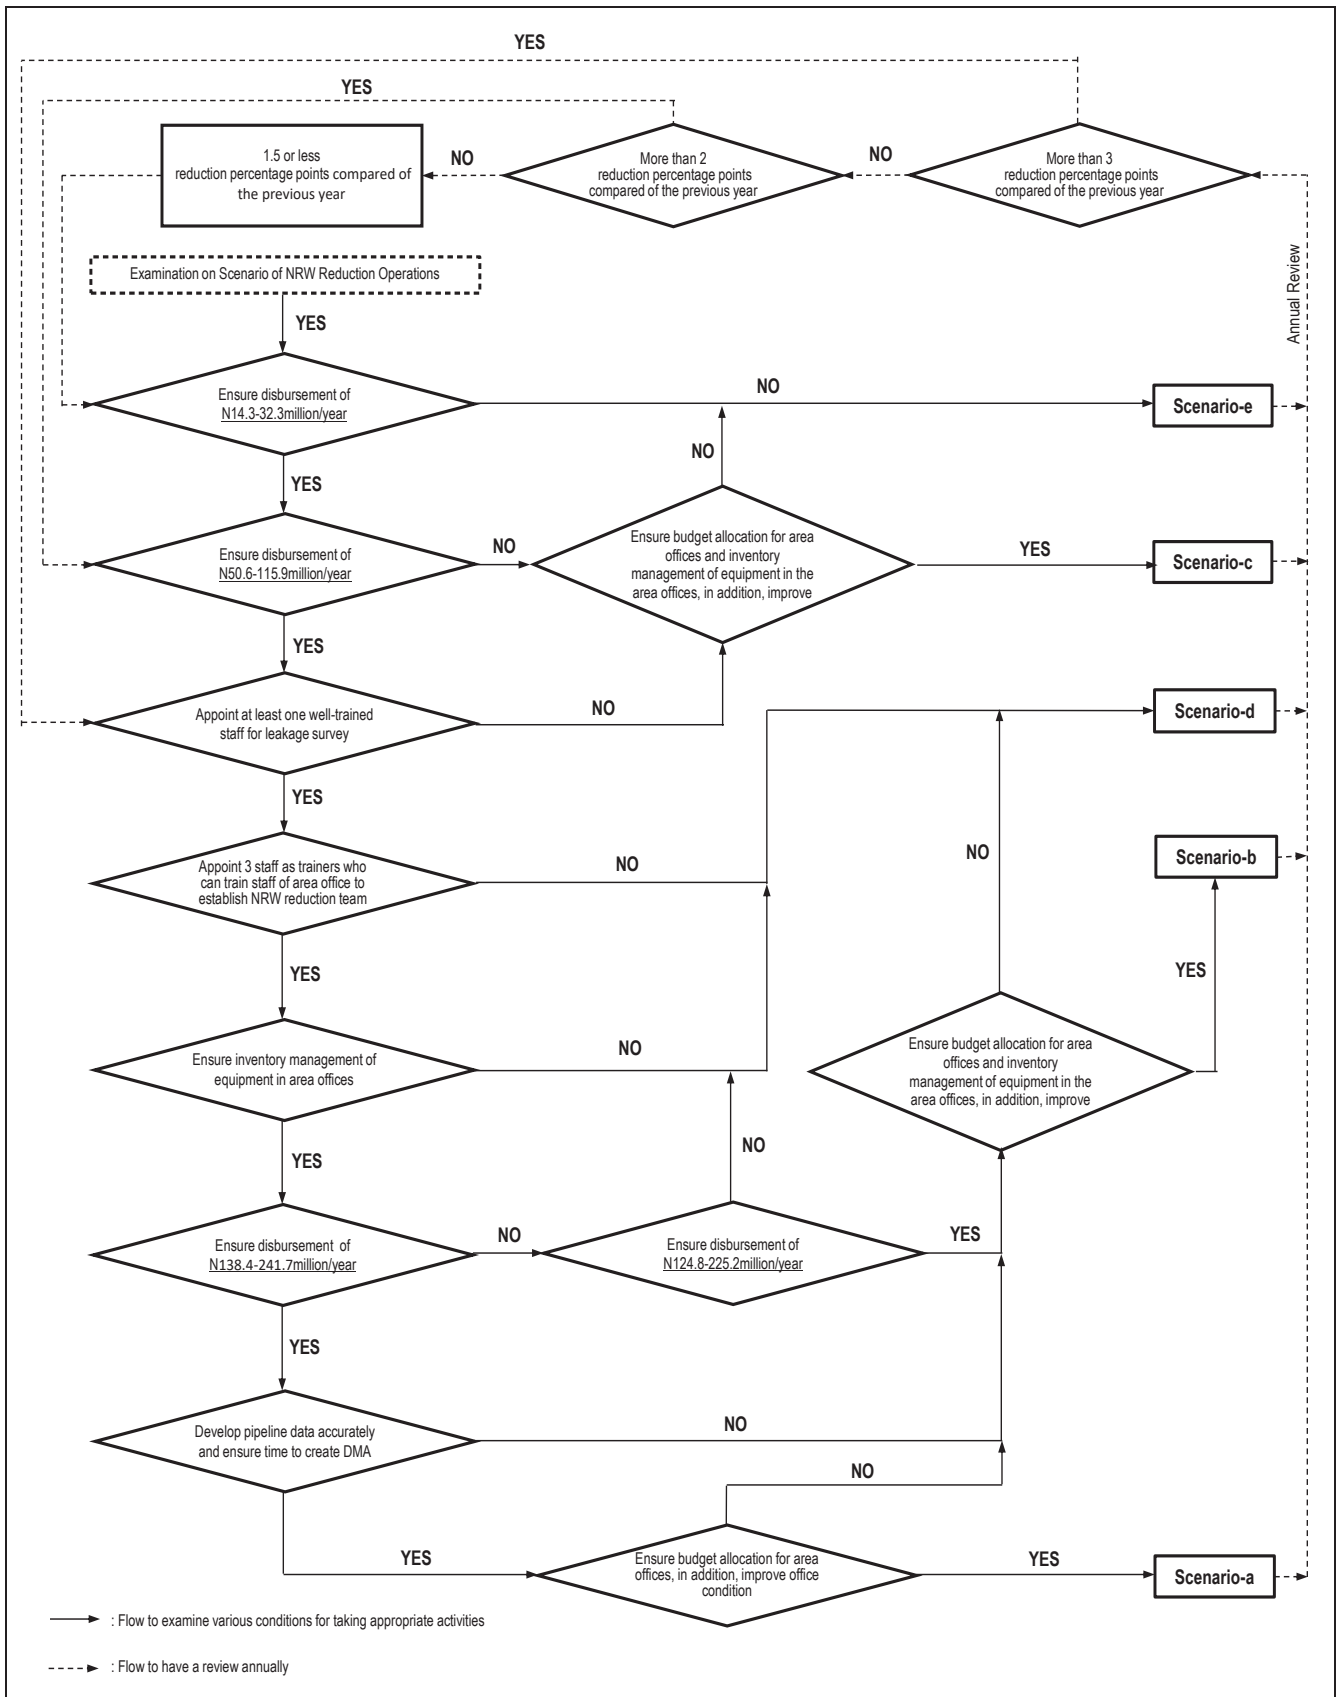 YES
YES
1.5 or less
reduction percentage points compared of
the previous year
NO
More than 2
reduction percentage points
compared of the previous year
NO
More than 3
reduction percentage points
compared of the previous year
Annual Review
Examination on Scenario of NRW Reduction Operations
YES
Ensure disbursement of
N14.3-32.3million/year
NO
Scenario-e
NO
YES
Ensure disbursement of
N50.6-115.9million/year
NO
Ensure budget allocation for area
offices and inventory
management of equipment in the
area offices, in addition, improve
YES
Scenario-c
YES
Appoint at least one well-trained
staff for leakage survey
NO
Scenario-d
YES
Appoint 3 staff as trainers who
can train staff of area office to
establish NRW reduction team
NO
NO
Scenario-b
YES
YES
Ensure inventory management of
equipment in area offices
NO
Ensure budget allocation for area
offices and inventory
management of equipment in the
area offices, in addition, improve
NO
YES
Ensure disbursement of
N138.4-241.7million/year
NO
Ensure disbursement of
N124.8-225.2million/year
YES
YES
Develop pipeline data accurately
and ensure time to create DMA
NO
NO
YES
Ensure budget allocation for area
offices, in addition, improve office
condition
YES
Scenario-a
: Flow to examine various conditions for taking appropriate activities
: Flow to have a review annually